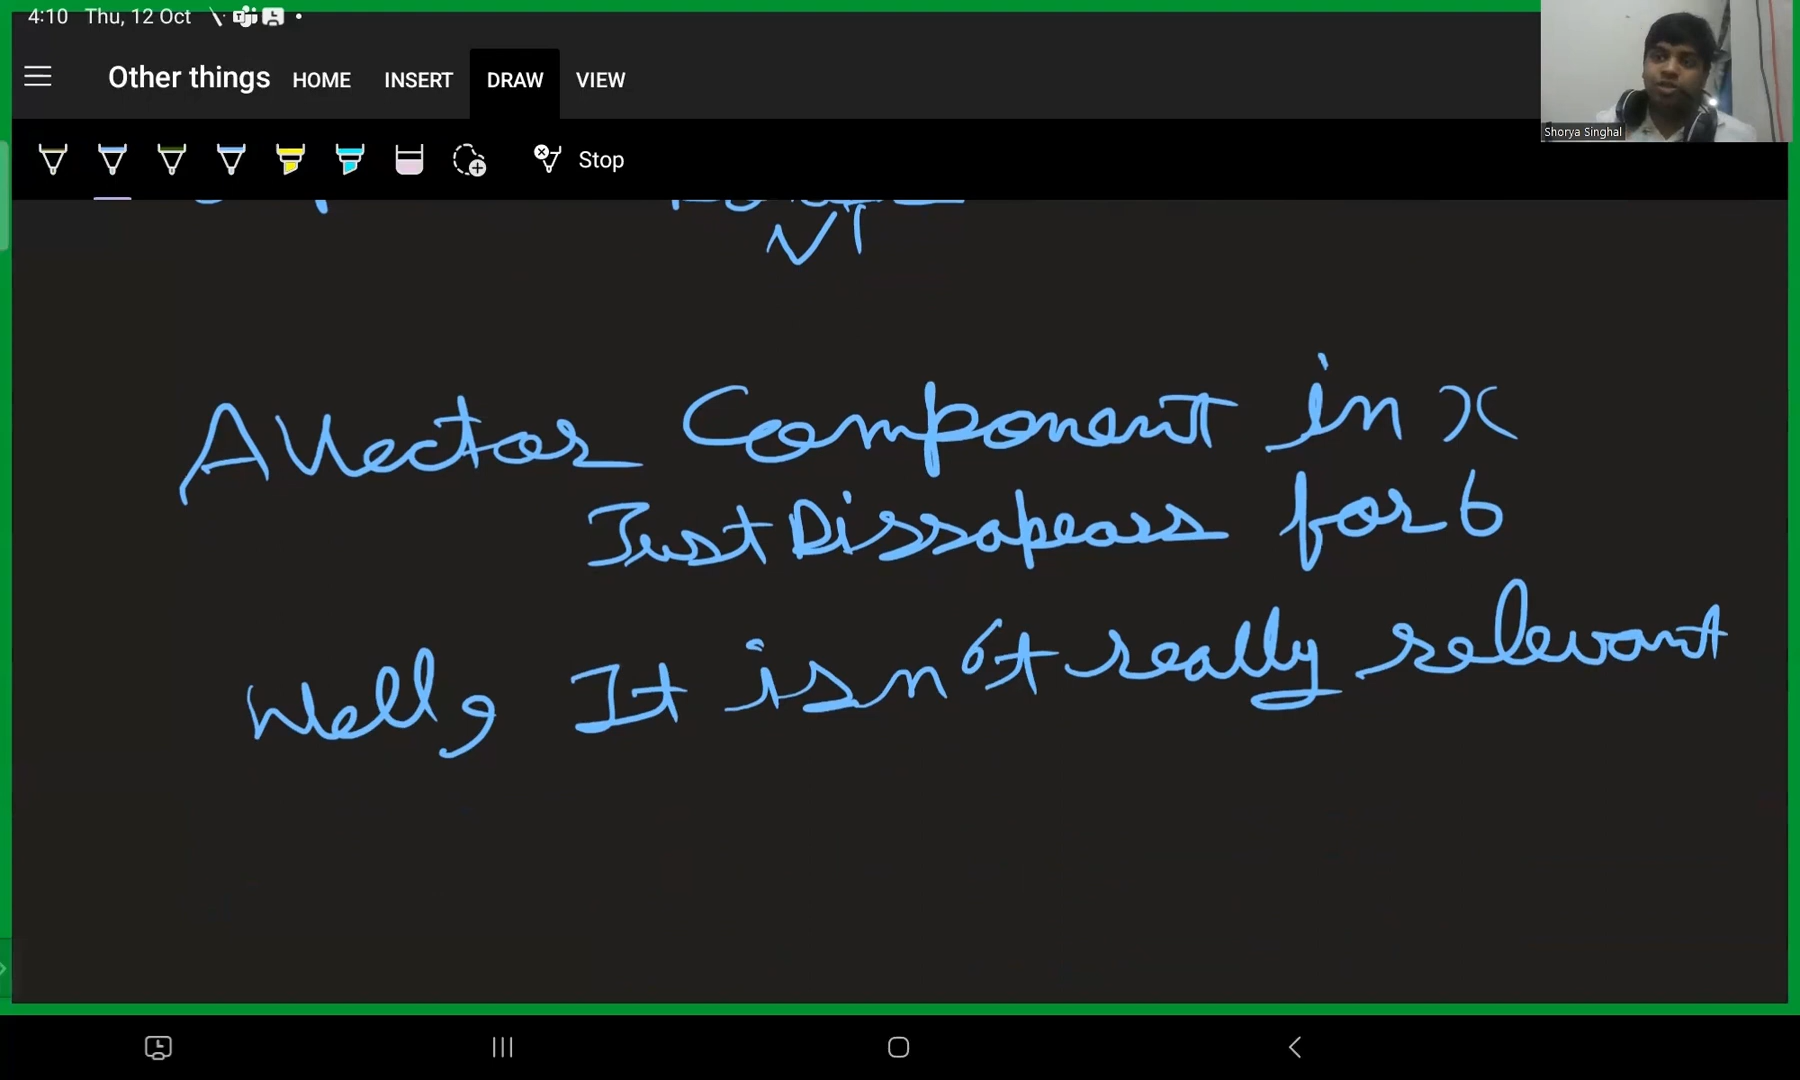 4:10 Thu, 12 Oct
Other things HOME INSERT DRAW VIEW
Shorya Singhal
Stop
A Vector Component in x
Just Dissapears for 6
Well, It isn't really relevant